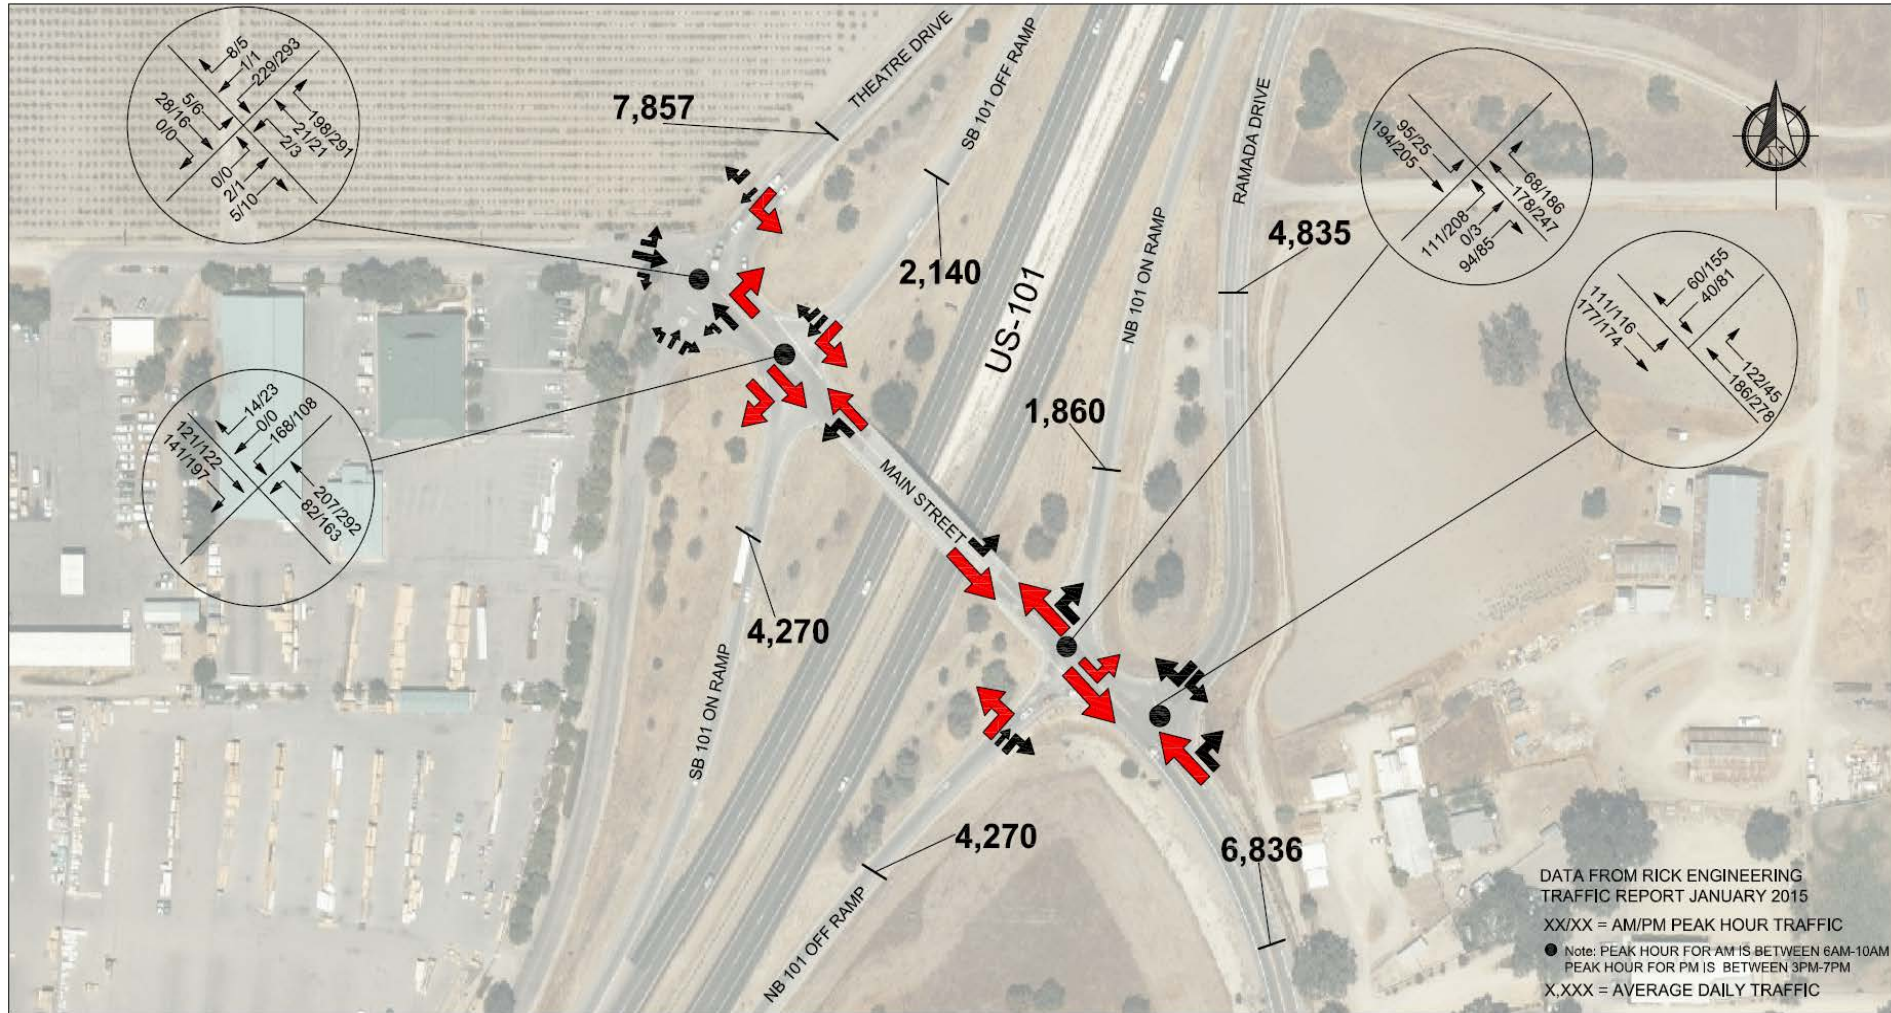 8/5
1/1
229/293
5/6
28/16
0/0
198/291
21/21
2/3
0/0
2/1
5/10
7,857
THEATRE DRIVE
SB 101 OFF RAMP
2,140
US-101
RAMADA DRIVE
4,835
NB 101 ON RAMP
1,860
95/25
194/205
68/186
178/247
111/208
0/3
94/85
N
60/155
40/81
111/116
177/174
122/45
186/278
14/23
0/0
168/108
121/122
141/197
207/292
82/163
MAIN STREET
4,270
SB 101 ON RAMP
4,270
NB 101 OFF RAMP
6,836
DATA FROM RICK ENGINEERING
TRAFFIC REPORT JANUARY 2015
XX/XX = AM/PM PEAK HOUR TRAFFIC
Note: PEAK HOUR FOR AM IS BETWEEN 6AM-10AM
PEAK HOUR FOR PM IS BETWEEN 3PM-7PM
X,XXX = AVERAGE DAILY TRAFFIC